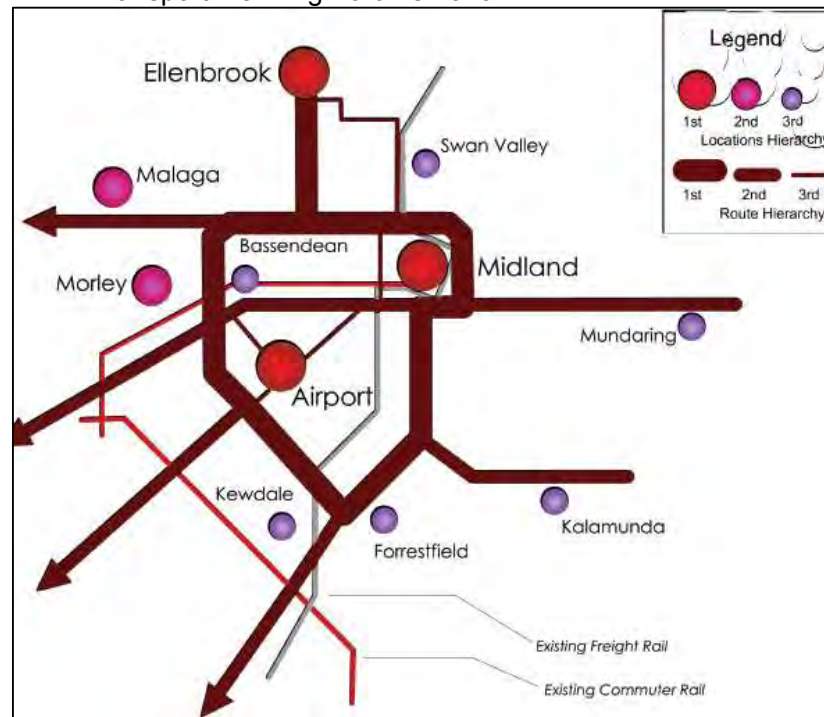 Ellenbrook
Legend
1st 2nd 3rd
Locations Hierarchy
1st 2nd 3rd
Route Hierarchy
Swan Valley
Malaga
Bassendean
Midland
Morley
Mundaring
Airport
Kewdale
Forrestfield
Kalamunda
Existing Freight Rail
Existing Commuter Rail